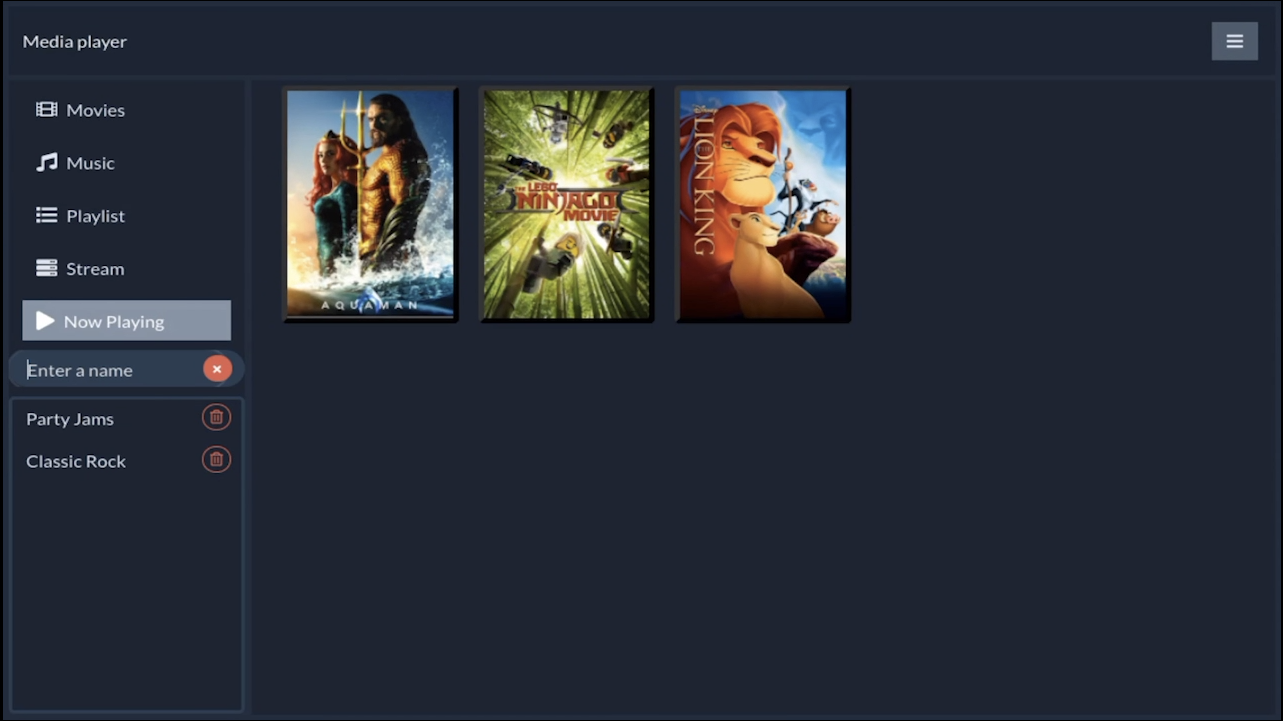 Media player
Movies
Music
Playlist
Stream
Now Playing
Enter a name
Party Jams
Classic Rock
AQUAMAN
THE LEGO
NINJAGO
MOVIE
Disney
LION KING